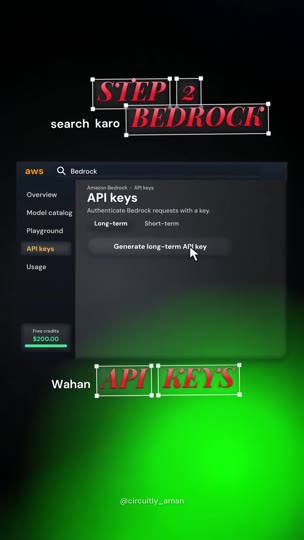 STEP 2
search karo BEDROCK
aws Bedrock
Overview
Model catalog
Playground
API keys
Usage
Free credits
$200.00
Amazon Bedrock › API keys
API keys
Authenticate Bedrock requests with a key.
Long-term Short-term
Generate long-term API key
Wahan API KEYS
@circuitly_aman